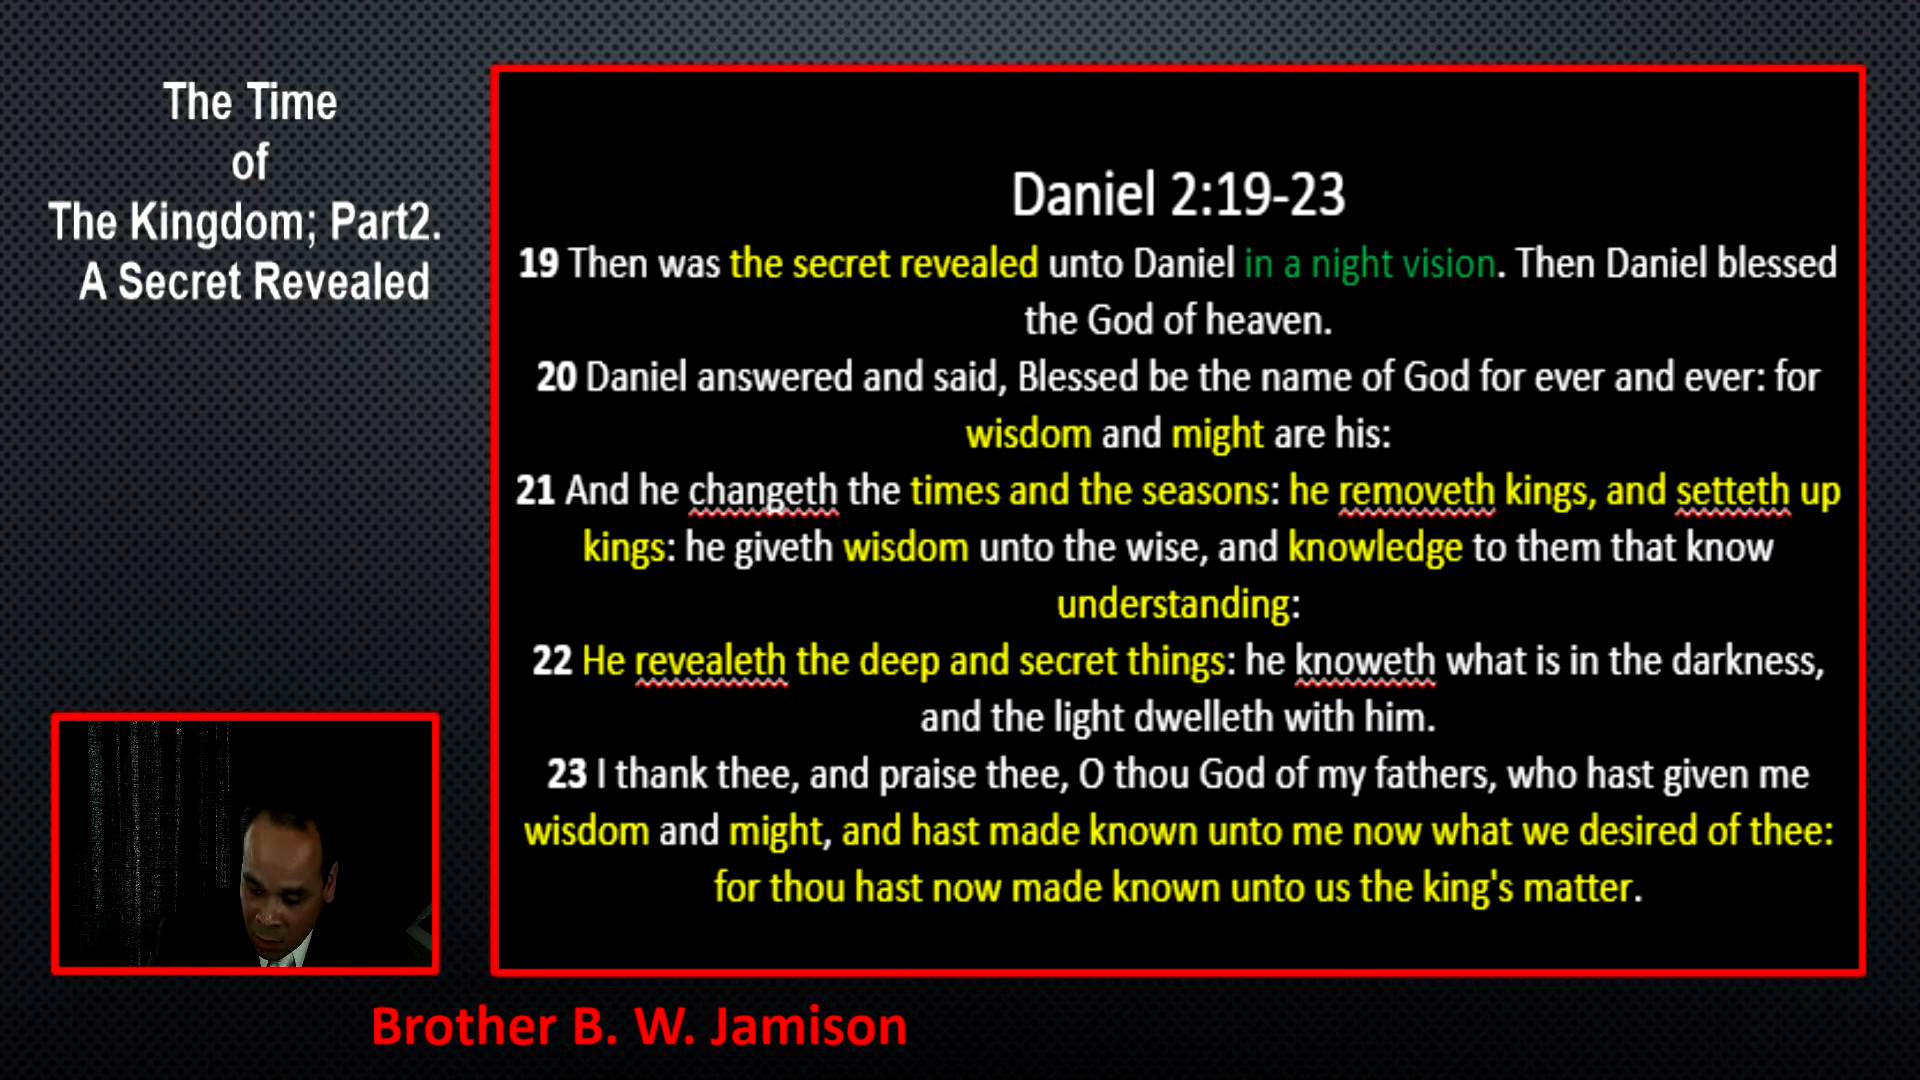 The Time
of
The Kingdom; Part2.
A Secret Revealed
Daniel 2:19-23
19 Then was the secret revealed unto Daniel in a night vision. Then Daniel blessed
the God of heaven.
20 Daniel answered and said, Blessed be the name of God for ever and ever: for
wisdom and might are his:
21 And he changeth the times and the seasons: he removeth kings, and setteth up
kings: he giveth wisdom unto the wise, and knowledge to them that know
understanding:
22 He revealeth the deep and secret things: he knoweth what is in the darkness,
and the light dwelleth with him.
23 I thank thee, and praise thee, O thou God of my fathers, who hast given me
wisdom and might, and hast made known unto me now what we desired of thee:
for thou hast now made known unto us the king's matter.
Brother B. W. Jamison